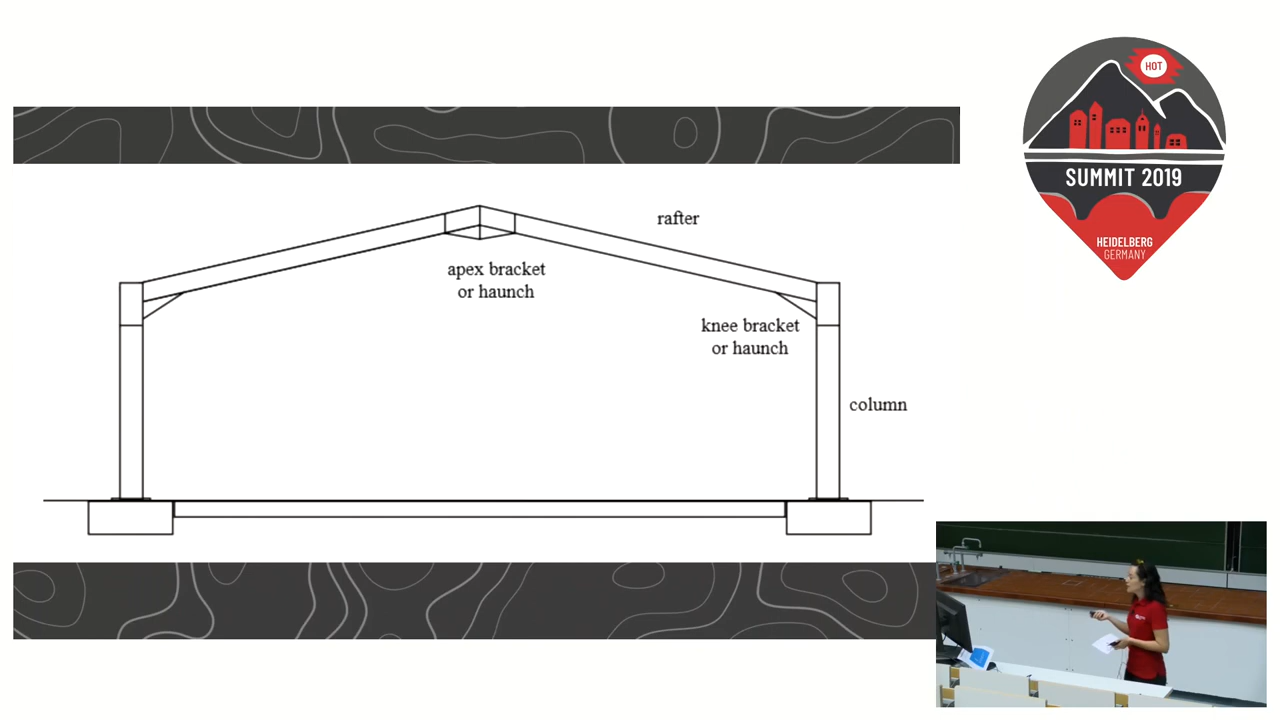 HOT
SUMMIT 2019
HEIDELBERG
GERMANY
rafter
apex bracket
or haunch
knee bracket
or haunch
column